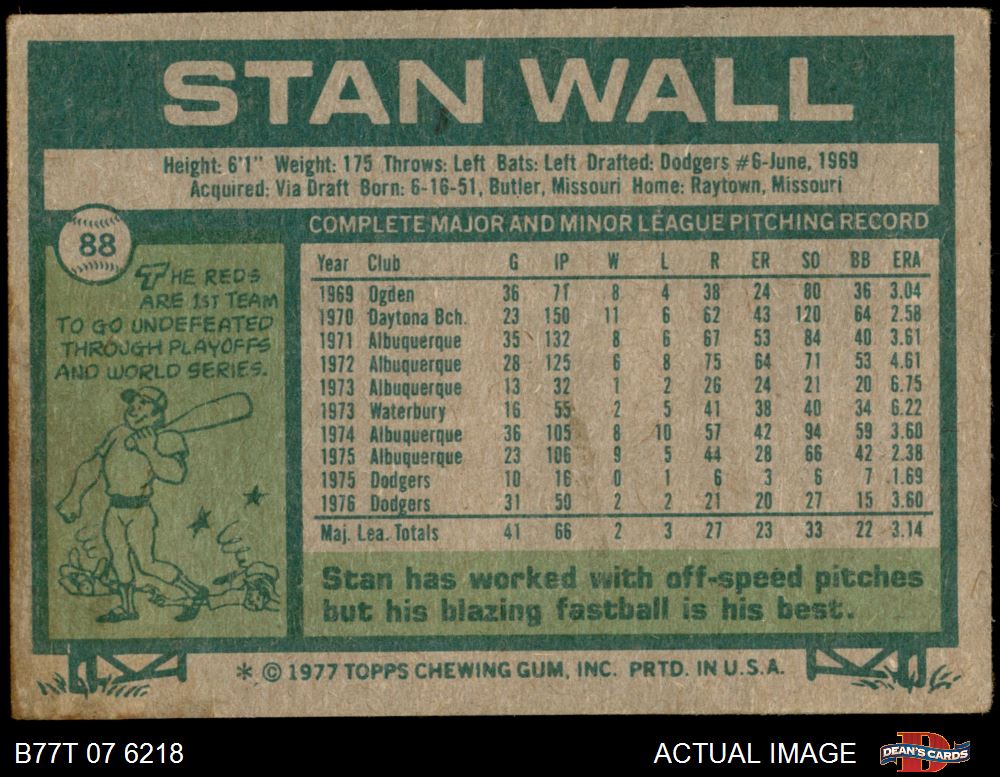 STAN WALL
Height: 6'1" Weight: 175 Throws: Left Bats: Left Drafted: Dodgers #6-June, 1969
Acquired: Via Draft Born: 6-16-51, Butler, Missouri Home: Raytown, Missouri
88
THE REDS
ARE 1ST TEAM
TO GO UNDEFEATED
THROUGH PLAYOFFS
AND WORLD SERIES.
COMPLETE MAJOR AND MINOR LEAGUE PITCHING RECORD
Year Club G IP W L R ER SO BB ERA
1969 Ogden 36 71 8 4 38 24 80 36 3.04
1970 Daytona Bch. 23 150 11 6 62 43 120 64 2.58
1971 Albuquerque 35 132 8 6 67 53 84 40 3.61
1972 Albuquerque 28 125 6 8 75 64 71 53 4.61
1973 Albuquerque 13 32 1 2 26 24 21 20 6.75
1973 Waterbury 16 55 2 5 41 38 40 34 6.22
1974 Albuquerque 36 105 8 10 57 42 94 59 3.60
1975 Albuquerque 23 106 9 5 44 28 66 42 2.38
1975 Dodgers 10 16 0 1 6 3 6 7 1.69
1976 Dodgers 31 50 2 2 21 20 27 15 3.60
Maj. Lea. Totals 41 66 2 3 27 23 33 22 3.14
Stan has worked with off-speed pitches
but his blazing fastball is his best.
* © 1977 TOPPS CHEWING GUM, INC. PRTD. IN U.S.A.
B77T 07 6218
ACTUAL IMAGE
DEAN'S CARDS